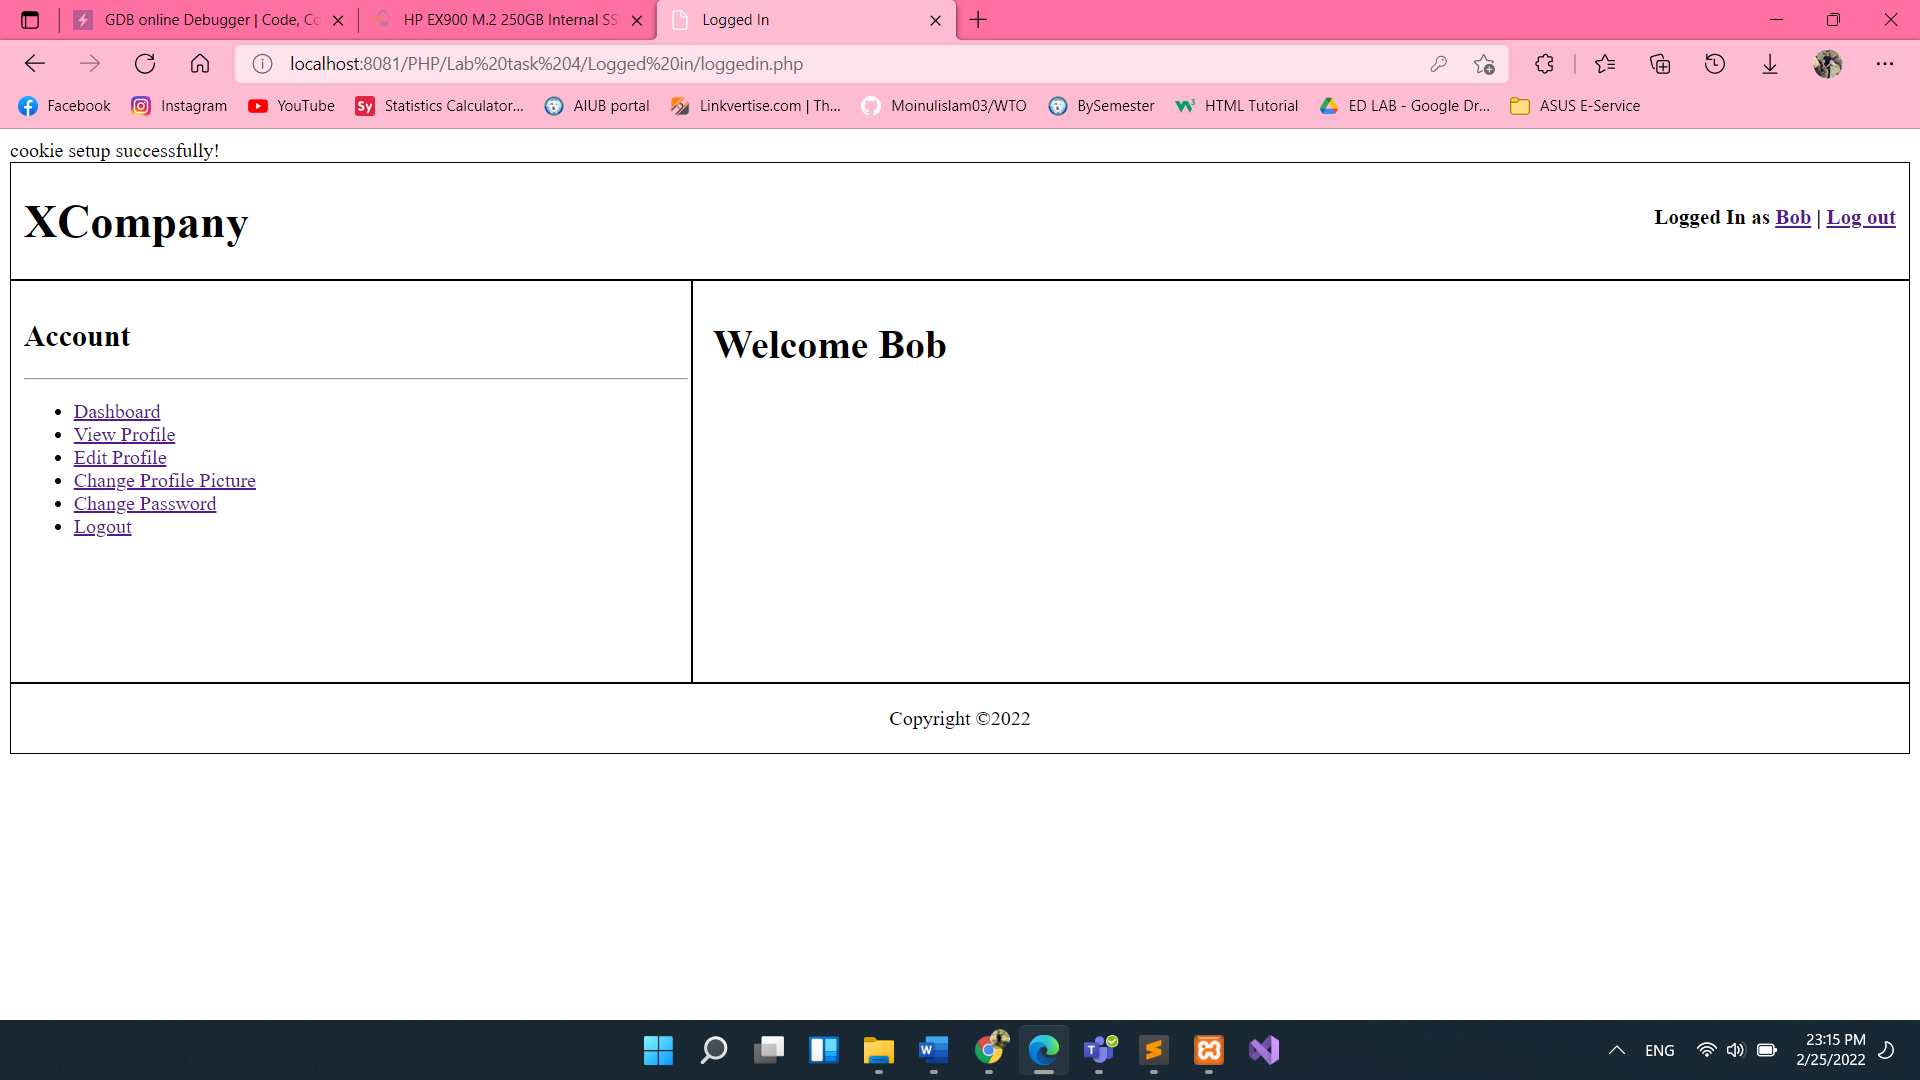 GDB online Debugger | Code, Co
HP EX900 M.2 250GB Internal SS
Logged In
localhost:8081/PHP/Lab%20task%204/Logged%20in/loggedin.php
Facebook
Instagram
YouTube
Sy
Statistics Calculator...
AIUB portal
Linkvertise.com | Th...
Moinulislam03/WTO
BySemester
HTML Tutorial
ED LAB - Google Dr...
ASUS E-Service
cookie setup successfully!
XCompany
Logged In as Bob | Log out
Account
Welcome Bob
Dashboard
View Profile
Edit Profile
Change Profile Picture
Change Password
Logout
Copyright ©2022
ENG
23:15 PM
2/25/2022